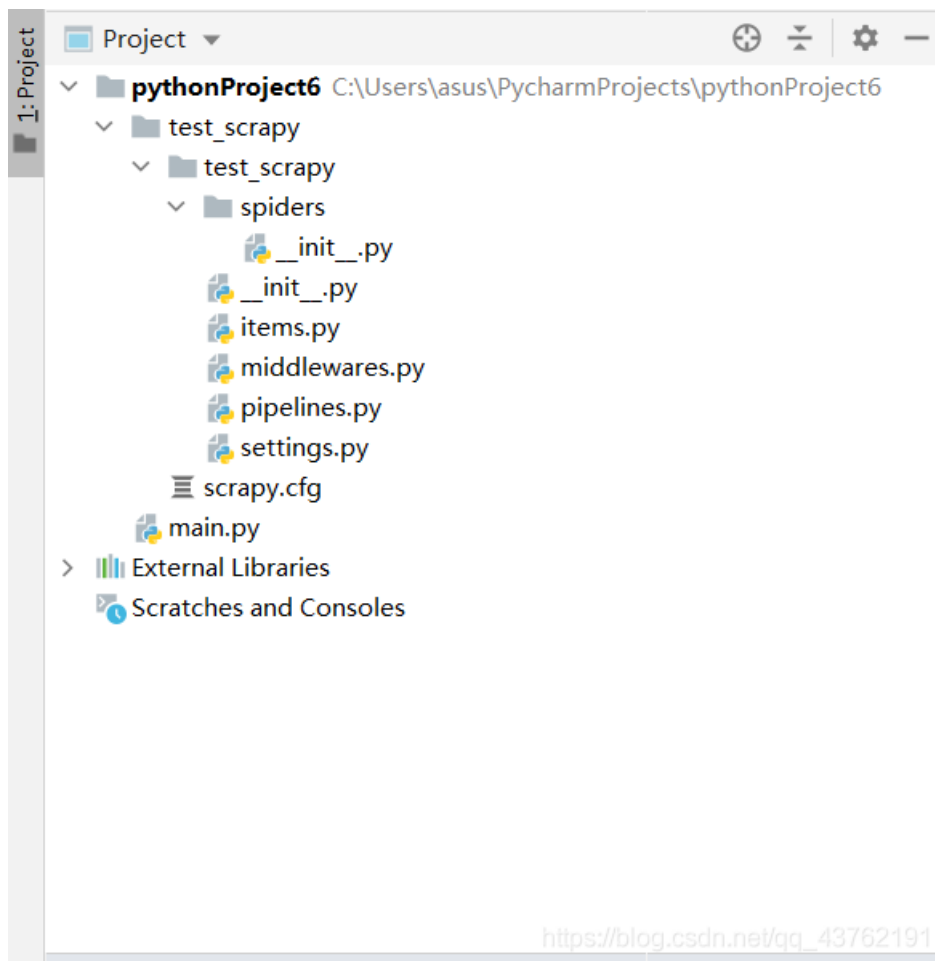 1: Project
Project
pythonProject6 C:\Users\asus\PycharmProjects\pythonProject6
test_scrapy
test_scrapy
spiders
__init__.py
__init__.py
items.py
middlewares.py
pipelines.py
settings.py
scrapy.cfg
main.py
External Libraries
Scratches and Consoles
https://blog.csdn.net/qq_43762191